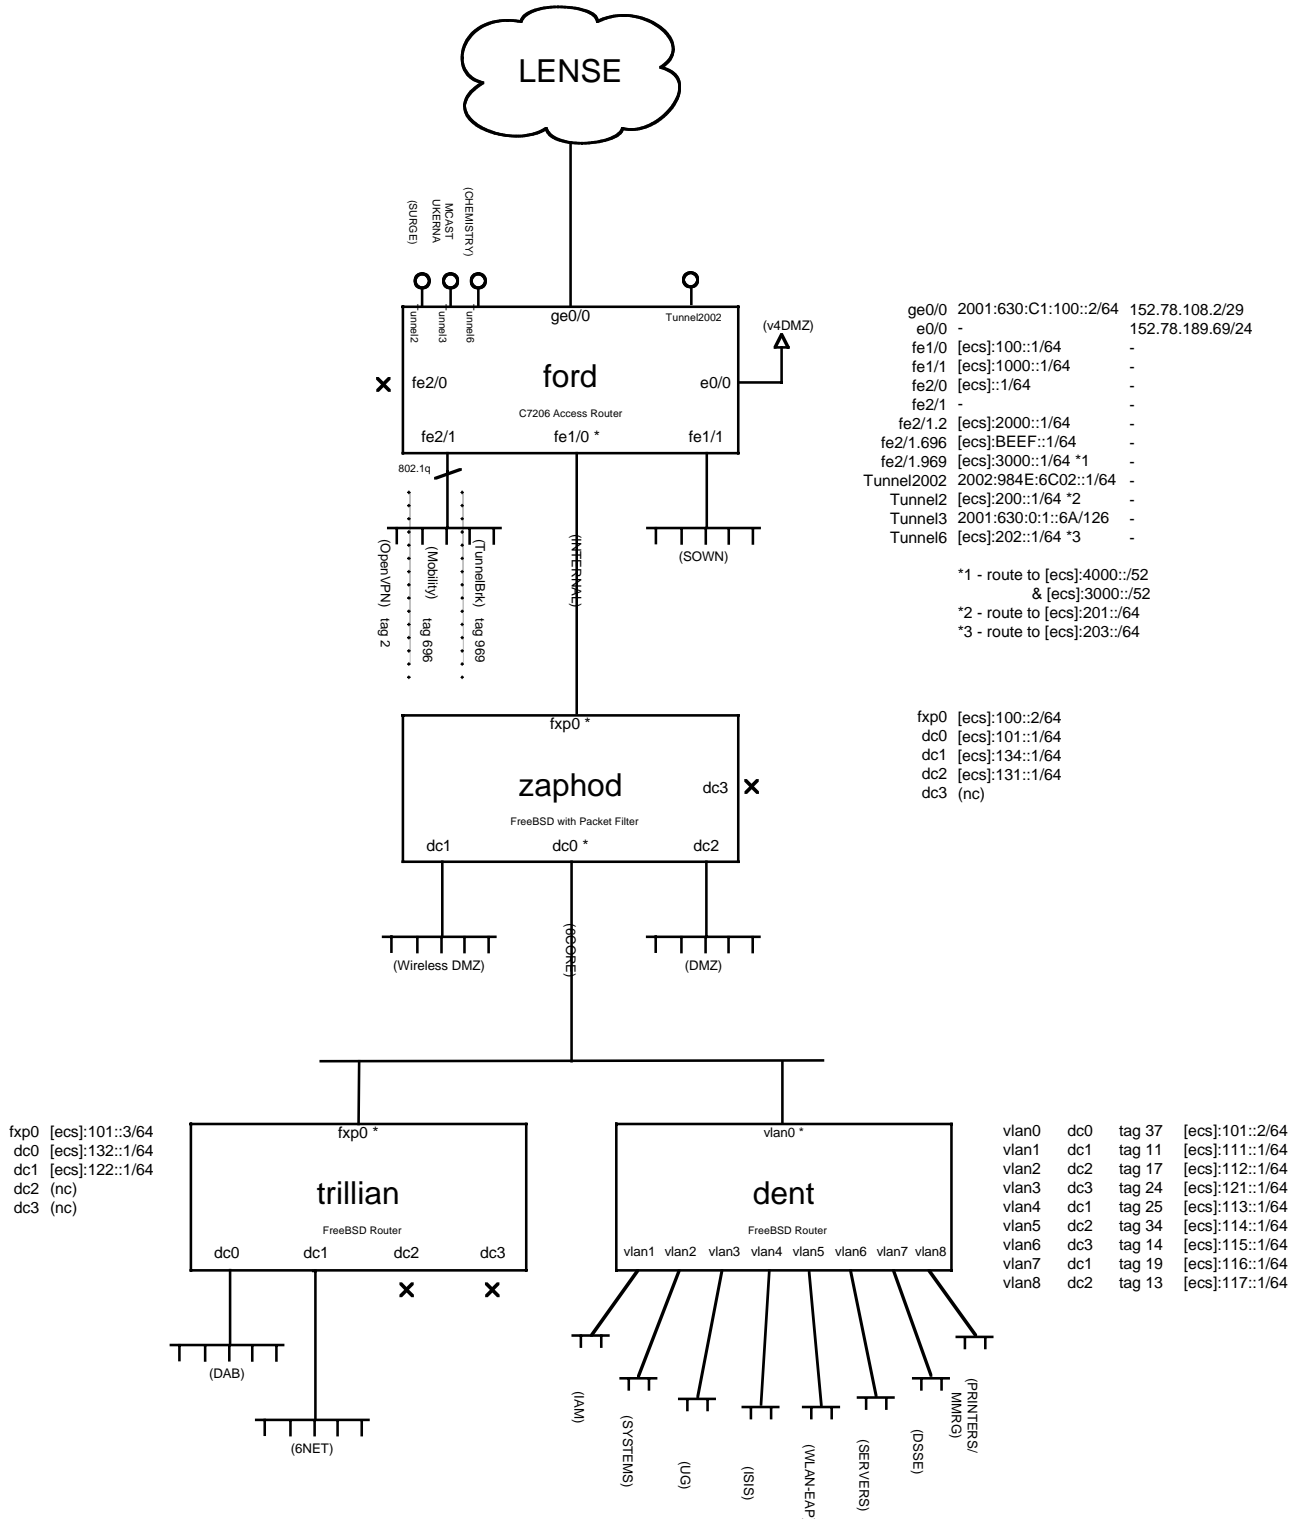 LENSE
(SURGE)
MCAST
UKERNA
(CHEMISTRY)
Tunnel2
Tunnel3
Tunnel6
ge0/0
Tunnel2002
(v4DMZ)
fe2/0
ford
e0/0
C7206 Access Router
fe2/1
fe1/0 *
fe1/1
802.1q
(OpenVPN) tag 2
(Mobility) tag 696
(TunnelBrk) tag 969
(INTERNAL)
(SOWN)
ge0/0 2001:630:C1:100::2/64 152.78.108.2/29
e0/0 - 152.78.189.69/24
fe1/0 [ecs]:100::1/64 -
fe1/1 [ecs]:1000::1/64 -
fe2/0 [ecs]::1/64 -
fe2/1 - -
fe2/1.2 [ecs]:2000::1/64 -
fe2/1.696 [ecs]:BEEF::1/64 -
fe2/1.969 [ecs]:3000::1/64 *1 -
Tunnel2002 2002:984E:6C02::1/64 -
Tunnel2 [ecs]:200::1/64 *2 -
Tunnel3 2001:630:0:1::6A/126 -
Tunnel6 [ecs]:202::1/64 *3 -
*1 - route to [ecs]:4000::/52
& [ecs]:3000::/52
*2 - route to [ecs]:201::/64
*3 - route to [ecs]:203::/64
fxp0 *
zaphod
dc3
FreeBSD with Packet Filter
dc1
dc0 *
dc2
(Wireless DMZ)
(6CORE)
(DMZ)
fxp0 [ecs]:100::2/64
dc0 [ecs]:101::1/64
dc1 [ecs]:134::1/64
dc2 [ecs]:131::1/64
dc3 (nc)
fxp0 [ecs]:101::3/64
dc0 [ecs]:132::1/64
dc1 [ecs]:122::1/64
dc2 (nc)
dc3 (nc)
fxp0 *
trillian
FreeBSD Router
dc0
dc1
dc2
dc3
(DAB)
(6NET)
vlan0 *
dent
FreeBSD Router
vlan1 vlan2 vlan3 vlan4 vlan5 vlan6 vlan7 vlan8
(IAM)
(SYSTEMS)
(UG)
(ISIS)
(WLAN-EAP
(SERVERS)
(DSSE)
(PRINTERS/
MMRG)
vlan0 dc0 tag 37 [ecs]:101::2/64
vlan1 dc1 tag 11 [ecs]:111::1/64
vlan2 dc2 tag 17 [ecs]:112::1/64
vlan3 dc3 tag 24 [ecs]:121::1/64
vlan4 dc1 tag 25 [ecs]:113::1/64
vlan5 dc2 tag 34 [ecs]:114::1/64
vlan6 dc3 tag 14 [ecs]:115::1/64
vlan7 dc1 tag 19 [ecs]:116::1/64
vlan8 dc2 tag 13 [ecs]:117::1/64